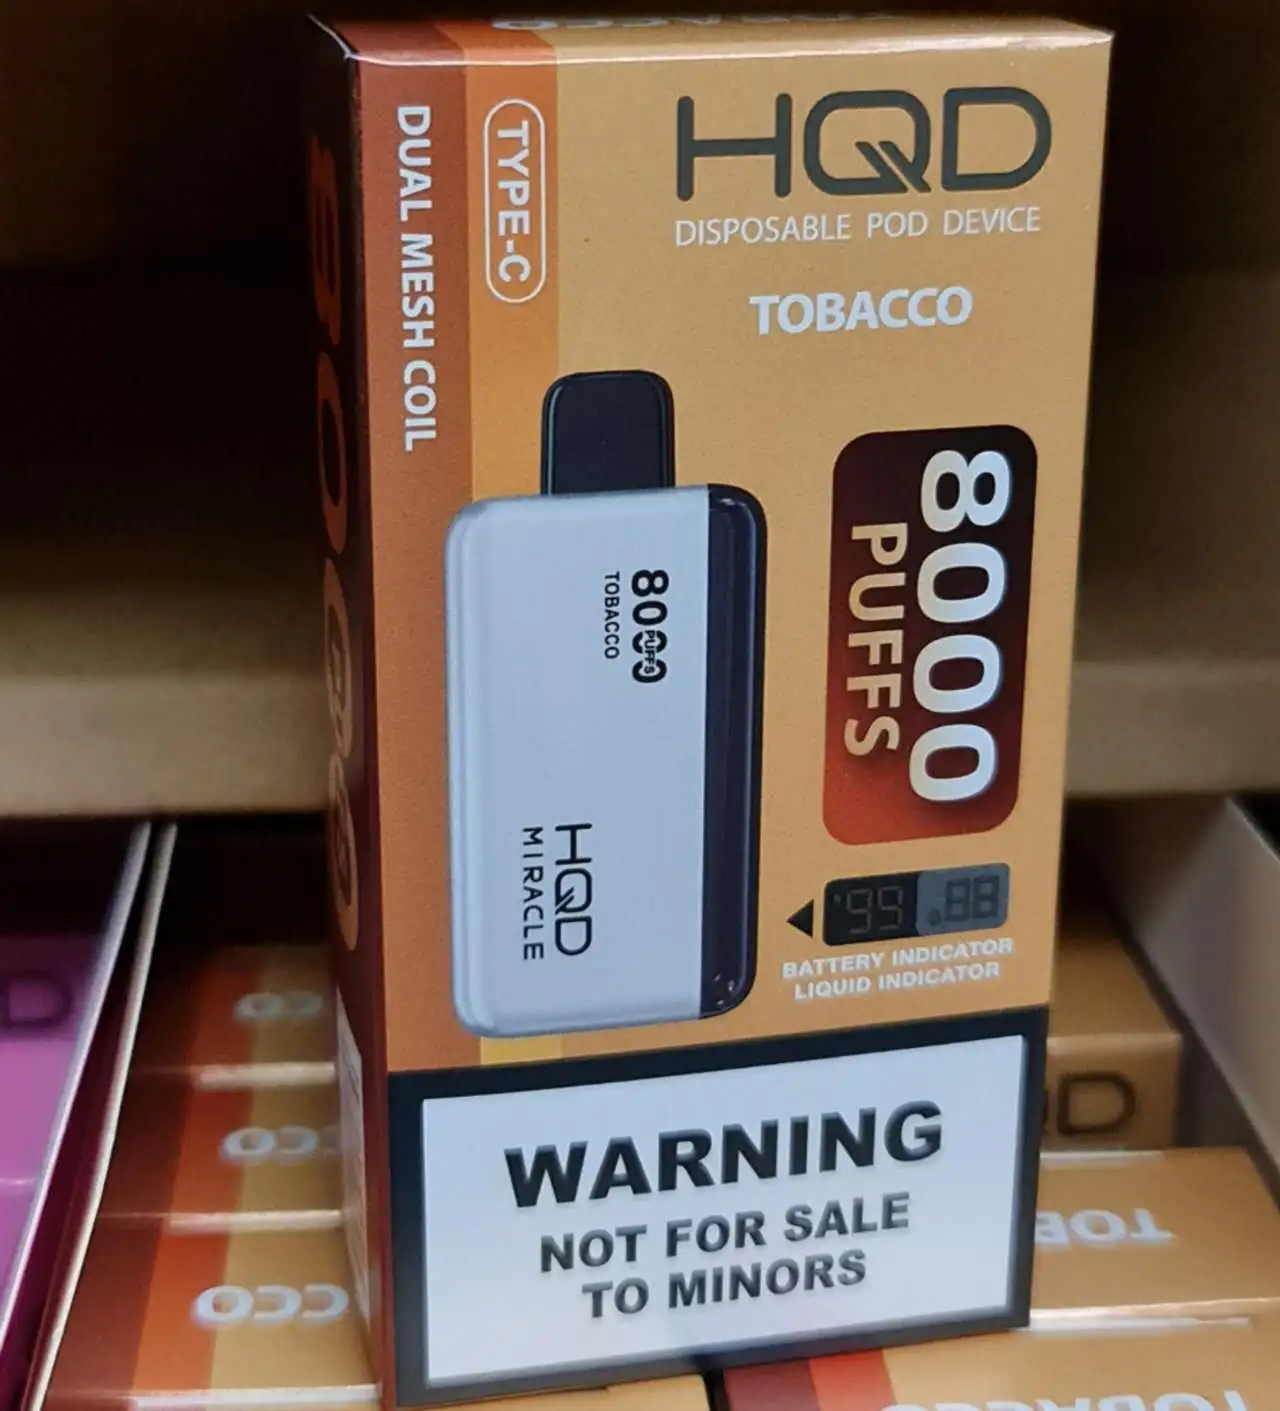 HQD
DISPOSABLE POD DEVICE
TOBACCO
TYPE-C
DUAL MESH COIL
8000
PUFFS
8000
PUFFS
TOBACCO
HQD
MIRACLE
BATTERY INDICATOR
LIQUID INDICATOR
WARNING
NOT FOR SALE
TO MINORS
8000